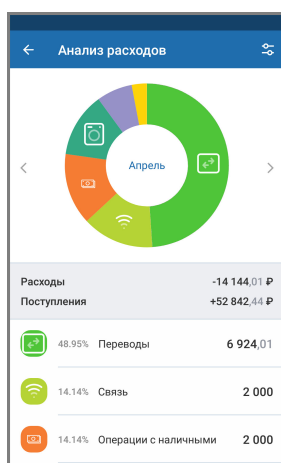 Анализ расходов
Апрель
Расходы -14 144,01 ₽
Поступления +52 842,44 ₽
48.95% Переводы 6 924,01
14.14% Связь 2 000
14.14% Операции с наличными 2 000